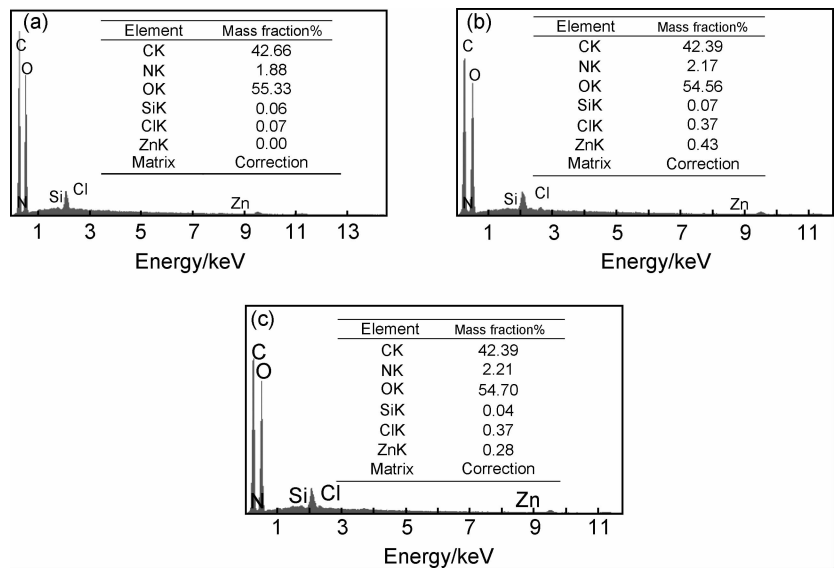 (a)
Element Mass fraction%
CK 42.66
NK 1.88
OK 55.33
SiK 0.06
ClK 0.07
ZnK 0.00
Matrix Correction
C
O
N
Si Cl
Zn
1 3 5 7 9 11 13
Energy/keV
(b)
Element Mass fraction%
CK 42.39
NK 2.17
OK 54.56
SiK 0.07
ClK 0.37
ZnK 0.43
Matrix Correction
C
O
N
Si Cl
Zn
1 3 5 7 9 11
Energy/keV
(c)
Element Mass fraction%
CK 42.39
NK 2.21
OK 54.70
SiK 0.04
ClK 0.37
ZnK 0.28
Matrix Correction
C
O
N
Si Cl
Zn
1 3 5 7 9 11
Energy/keV